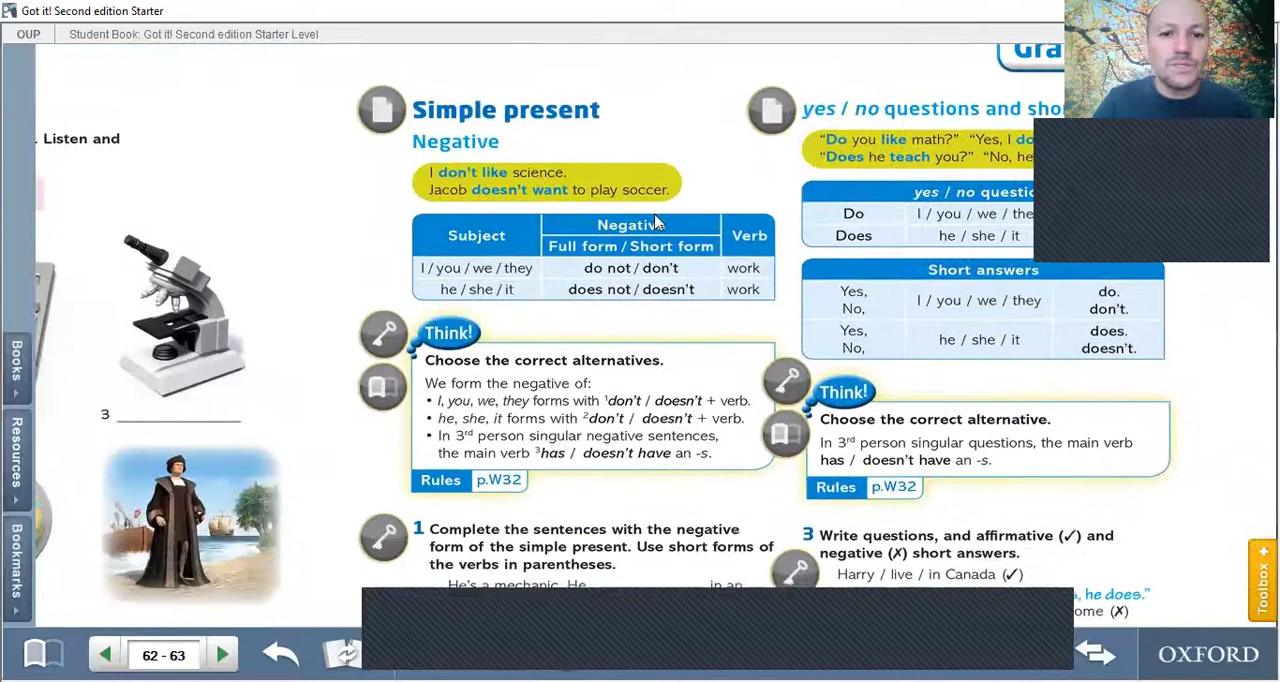 Got it! Second edition Starter
OUP
Student Book: Got it! Second edition Starter Level
. Listen and
3
Books
Resources
Bookmarks
Simple present
Negative
I don't like science.
Jacob doesn't want to play soccer.
Subject
Negative
Verb
Full form / Short form
I / you / we / they do not / don't work
he / she / it does not / doesn't work
Think!
Choose the correct alternatives.
We form the negative of:
• I, you, we, they forms with ¹don't / doesn't + verb.
• he, she, it forms with ²don't / doesn't + verb.
• In 3rd person singular negative sentences,
the main verb ³has / doesn't have an -s.
Rules p.W32
1 Complete the sentences with the negative
form of the simple present. Use short forms of
the verbs in parentheses.
He's a mechanic. He in an
Gra
yes / no questions and sho
"Do you like math?" "Yes, I do
"Does he teach you?" "No, he
yes / no questio
Do I / you / we / the
Does he / she / it
Short answers
Yes,
No,
I / you / we / they
do.
don't.
Yes,
No,
he / she / it
does.
doesn't.
Think!
Choose the correct alternative.
In 3rd person singular questions, the main verb
has / doesn't have an -s.
Rules p.W32
3 Write questions, and affirmative (✓) and
negative (✗) short answers.
Harry / live / in Canada (✓)
s, he does."
ome (✗)
Toolbox +
62 - 63
OXFORD